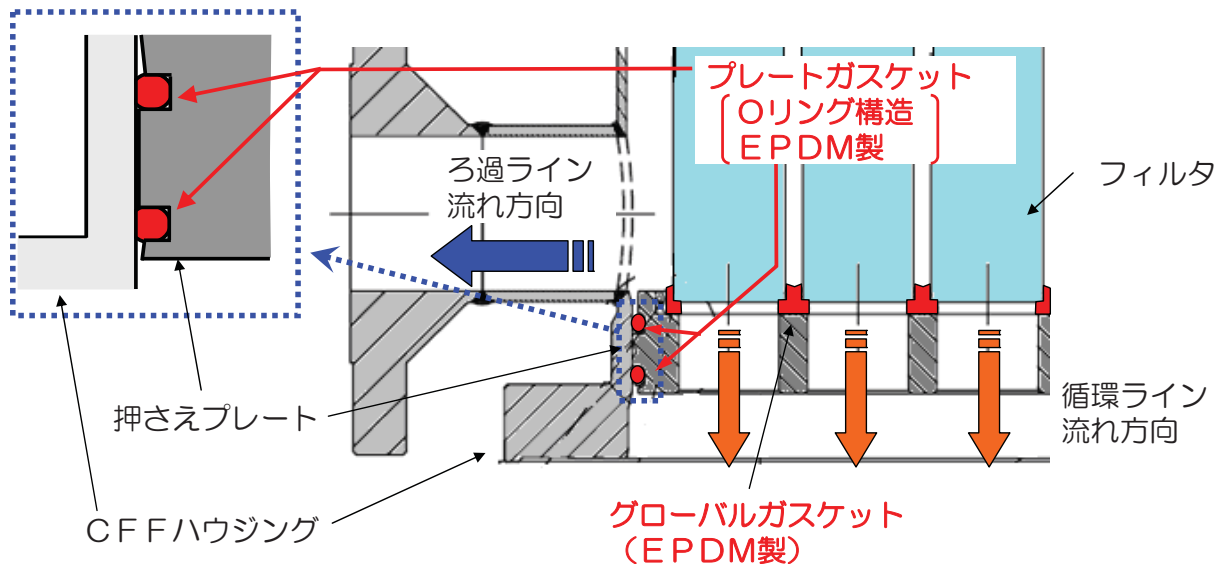 プレートガスケット
Oリング構造
EPDM製
ろ過ライン
流れ方向
フィルタ
押さえプレート
循環ライン
流れ方向
CFFハウジング
グローバルガスケット
(EPDM製)